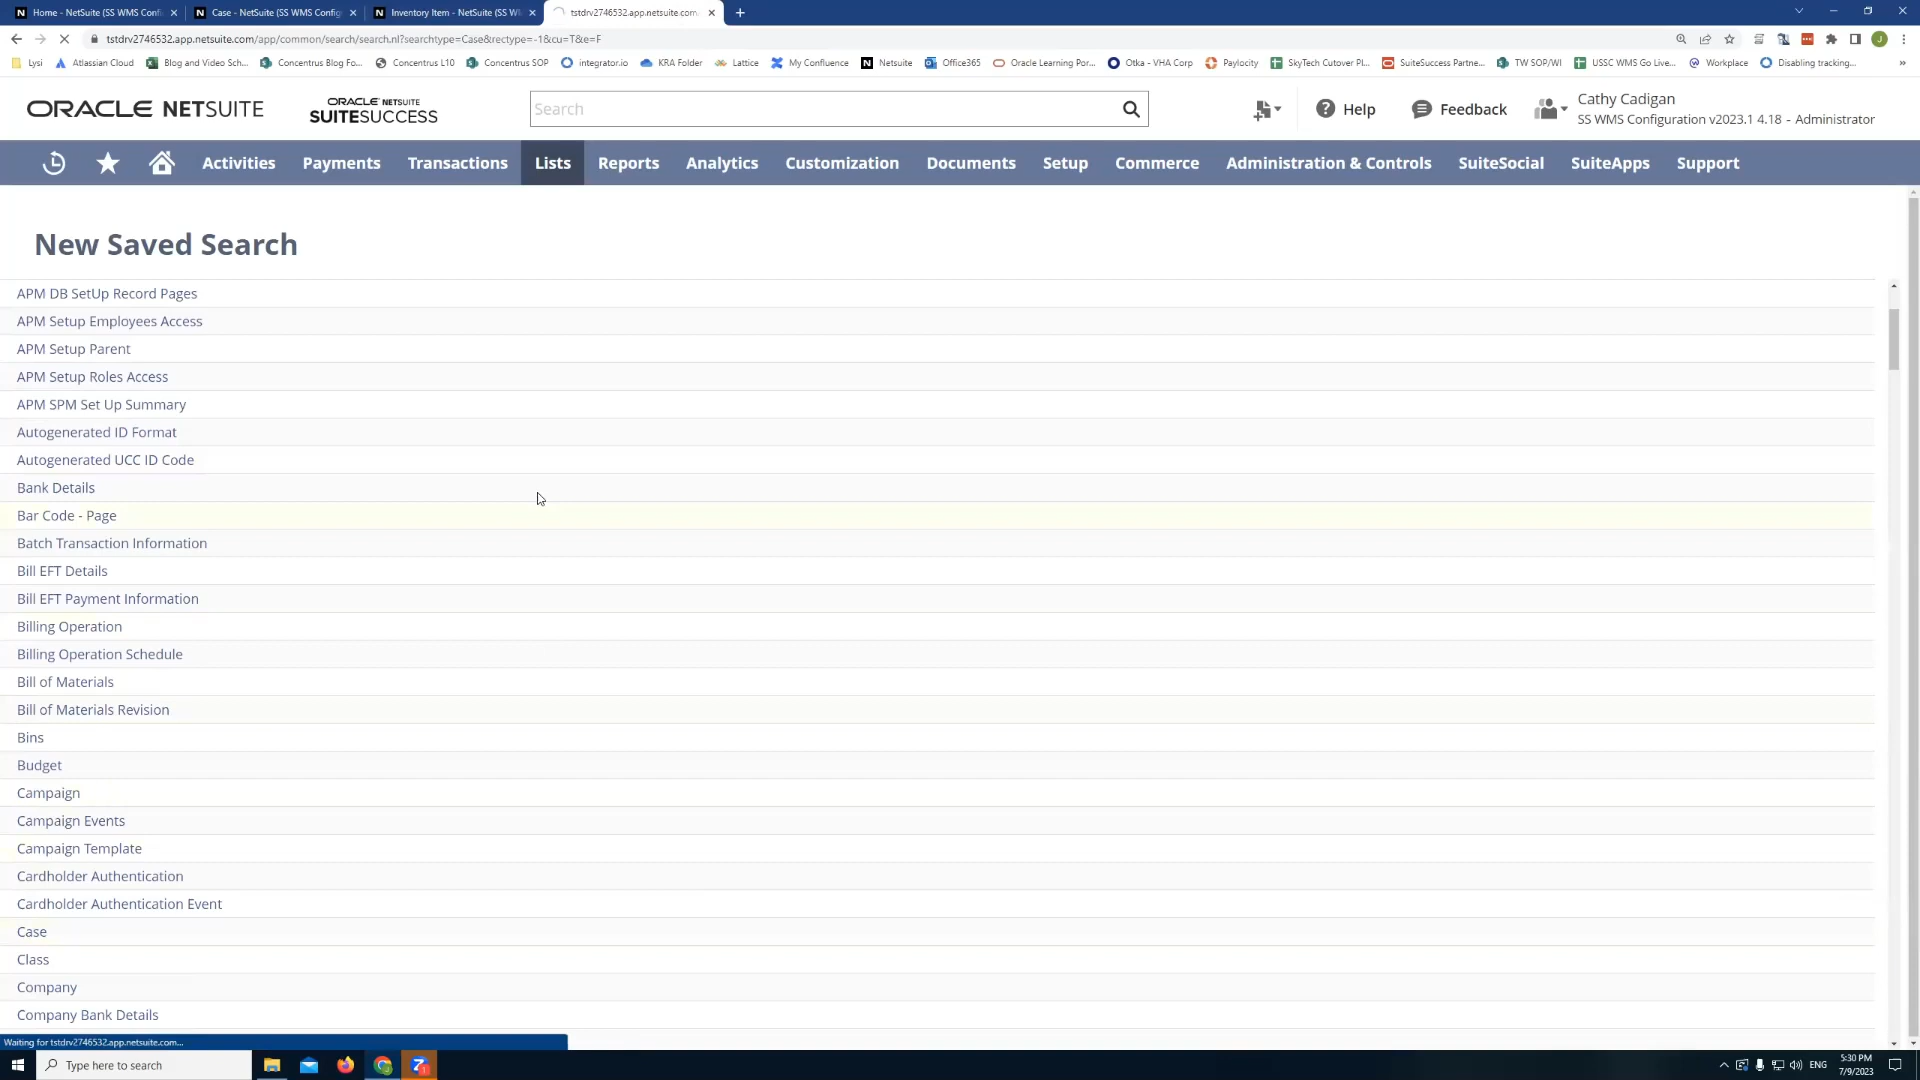 Home - NetSuite (SS WMS Confi
Case - NetSuite (SS WMS Config
Inventory Item - NetSuite (SS W
tstdrv2746532.app.netsuite.com
tstdrv2746532.app.netsuite.com/app/common/search/search.nl?searchtype=Case&rectype=-1&cu=T&e=F
Lysi
Atlassian Cloud
Blog and Video Sch...
Concentrus Blog Fo...
Concentrus L10
Concentrus SOP
integrator.io
KRA Folder
Lattice
My Confluence
Netsuite
Office365
Oracle Learning Por...
Otka - VHA Corp
Paylocity
SkyTech Cutover Pl...
SuiteSuccess Partne...
TW SOP/WI
USSC WMS Go Live...
Workplace
Disabling tracking...
ORACLE NETSUITE
ORACLE NETSUITE
SUITESUCCESS
Search
Help
Feedback
Cathy Cadigan
SS WMS Configuration v2023.1 4.18 - Administrator
Activities
Payments
Transactions
Lists
Reports
Analytics
Customization
Documents
Setup
Commerce
Administration & Controls
SuiteSocial
SuiteApps
Support
New Saved Search
APM DB SetUp Record Pages
APM Setup Employees Access
APM Setup Parent
APM Setup Roles Access
APM SPM Set Up Summary
Autogenerated ID Format
Autogenerated UCC ID Code
Bank Details
Bar Code - Page
Batch Transaction Information
Bill EFT Details
Bill EFT Payment Information
Billing Operation
Billing Operation Schedule
Bill of Materials
Bill of Materials Revision
Bins
Budget
Campaign
Campaign Events
Campaign Template
Cardholder Authentication
Cardholder Authentication Event
Case
Class
Company
Company Bank Details
Waiting for tstdrv2746532.app.netsuite.com...
Type here to search
ENG
5:30 PM
7/9/2023